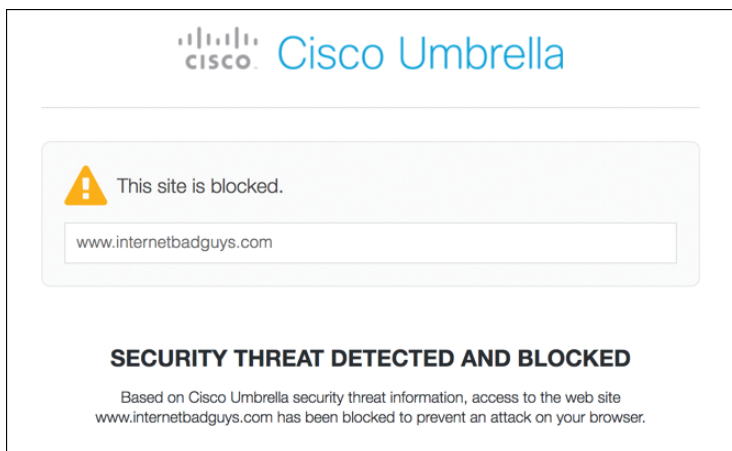 cisco. Cisco Umbrella
This site is blocked.
www.internetbadguys.com
SECURITY THREAT DETECTED AND BLOCKED
Based on Cisco Umbrella security threat information, access to the web site
www.internetbadguys.com has been blocked to prevent an attack on your browser.